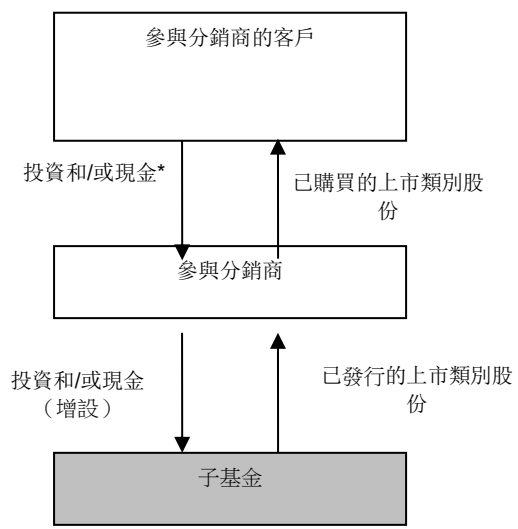 參與分銷商的客戶
投資和/或現金*
已購買的上市類別股
份
參與分銷商
投資和/或現金
（增設）
已發行的上市類別股
份
子基金